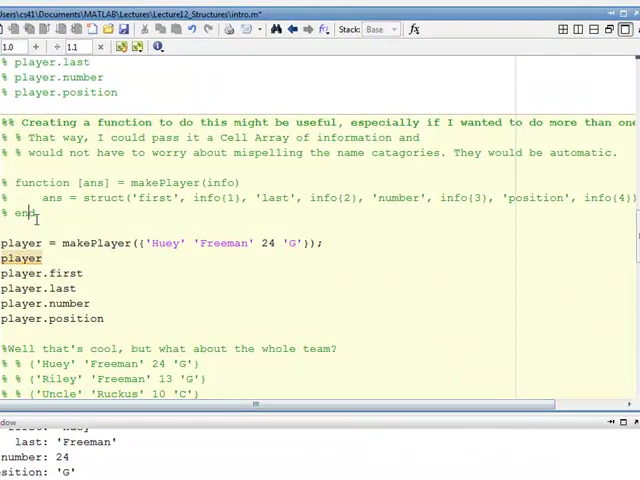 Users\cs41\Documents\MATLAB\Lectures\Lecture12_Structures\intro.m*
Stack: Base
1.0 1.1
% player.last
% player.number
% player.position
%% Creating a function to do this might be useful, especially if I wanted to do more than one
% % That way, I could pass it a Cell Array of information and
% % would not have to worry about mispelling the name catagories. They would be automatic.
% function [ans] = makePlayer(info)
% ans = struct('first', info{1}, 'last', info{2}, 'number', info{3}, 'position', info{4})
% end
player = makePlayer({'Huey' 'Freeman' 24 'G'});
player
player.first
player.last
player.number
player.position
%Well that's cool, but what about the whole team?
% % {'Huey' 'Freeman' 24 'G'}
% % {'Riley' 'Freeman' 13 'G'}
% % {'Uncle' 'Ruckus' 10 'C'}
last: 'Freeman'
number: 24
osition: 'G'